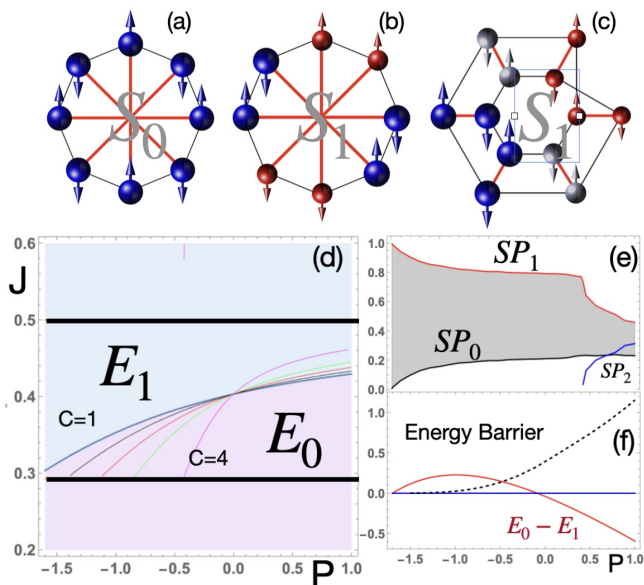 (a)
(b)
(c)
S₀
S₁
S₁
(d)
J
0.6
0.5
0.4
0.3
0.2
E₁
E₀
C=1
C=4
-1.5 -1.0 -0.5 0.0 0.5 1.0
P
(e)
1.0
0.8
0.6
0.4
0.2
0.0
SP₁
SP₀
SP₂
(f)
1.0
0.5
0.0
-0.5
Energy Barrier
E₀ − E₁
-1.5 -1.0 -0.5 0.0 0.5 1.0
P